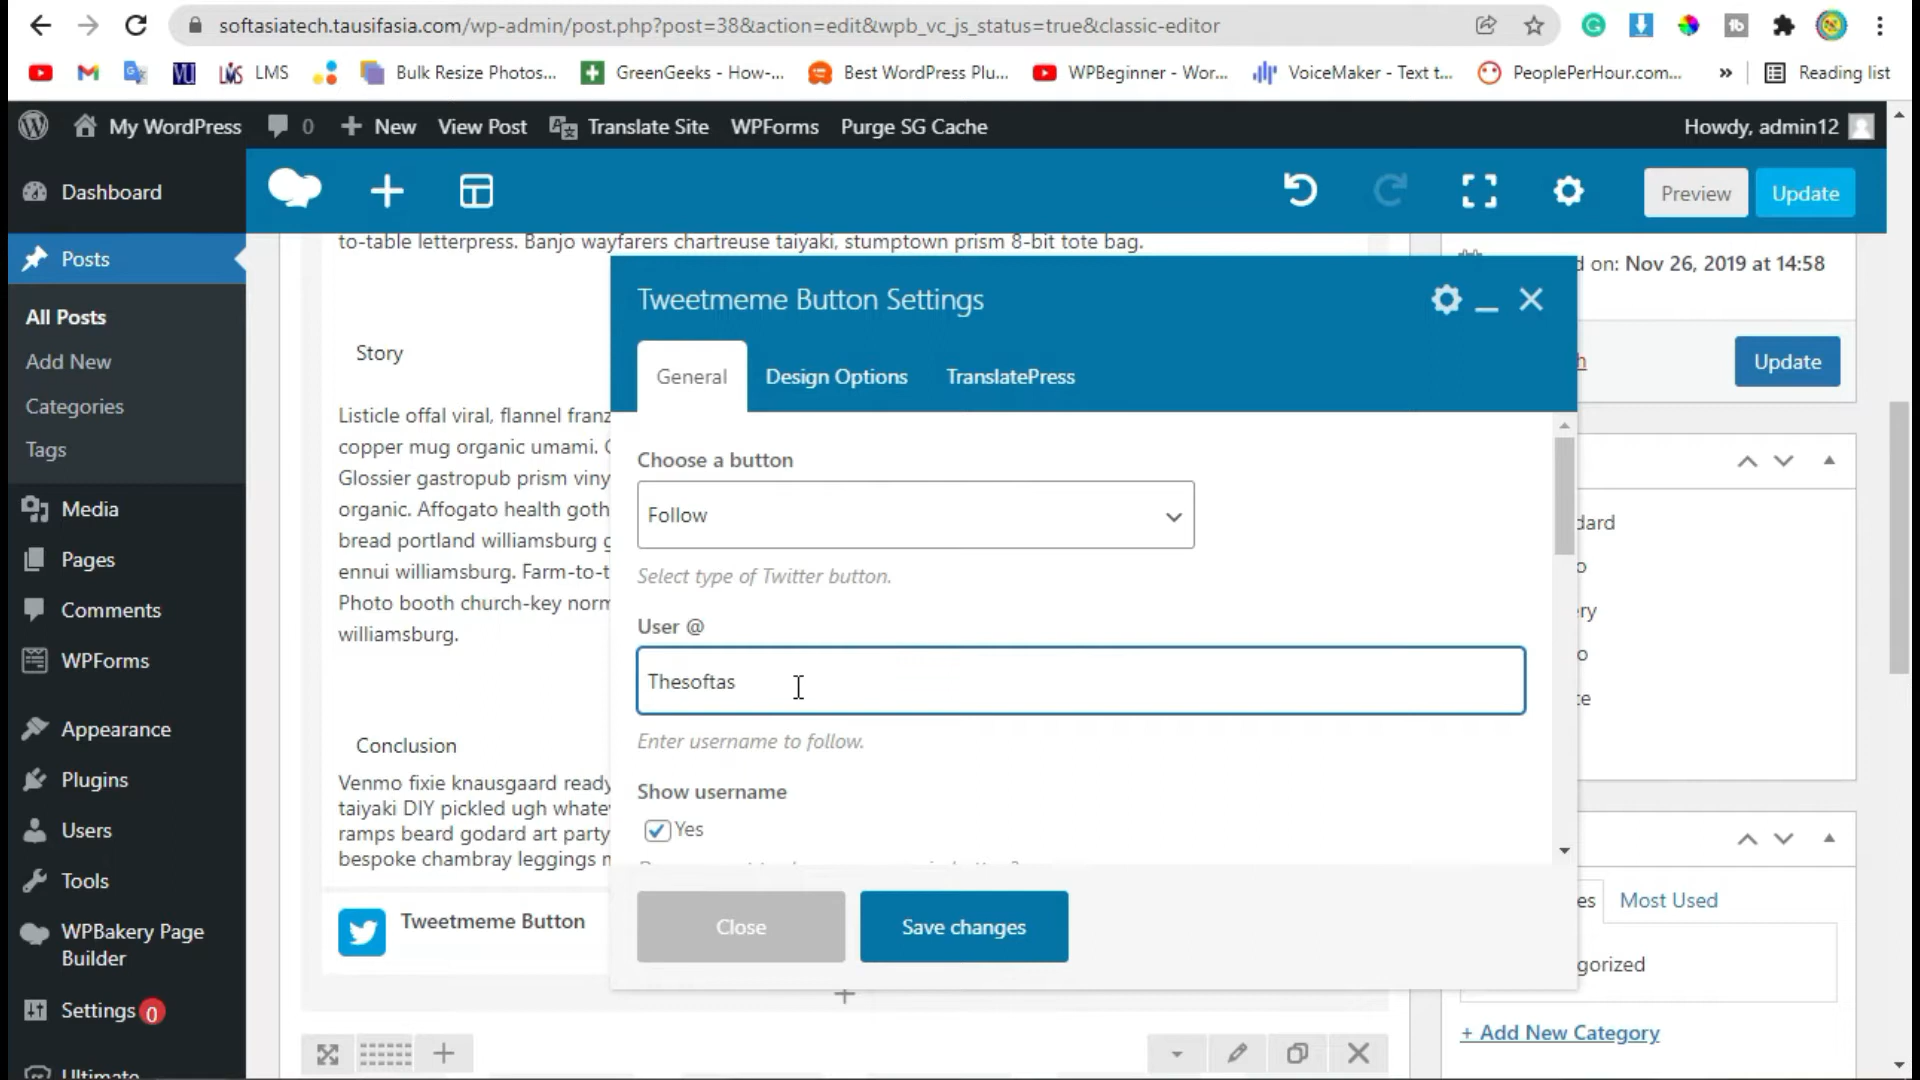 softasiatech.tausifasia.com/wp-admin/post.php?post=38&action=edit&wpb_vc_js_status=true&classic-editor
LMS
Bulk Resize Photos...
GreenGeeks - How-...
Best WordPress Plu...
WPBeginner - Wor...
VoiceMaker - Text t...
PeoplePerHour.com...
»
Reading list
My WordPress
0
New
View Post
Translate Site
WPForms
Purge SG Cache
Howdy, admin12
Dashboard
Preview
Update
Posts
All Posts
Add New
Categories
Tags
Media
Pages
Comments
WPForms
Appearance
Plugins
Users
Tools
WPBakery Page
Builder
Settings 0
to-table letterpress. Banjo wayfarers chartreuse taiyaki, stumptown prism 8-bit tote bag.
Story
Listicle offal viral, flannel franz
copper mug organic umami.
Glossier gastropub prism viny
organic. Affogato health goth
bread portland williamsburg g
ennui williamsburg. Farm-to-t
Photo booth church-key norm
williamsburg.
Conclusion
Venmo fixie knausgaard ready
taiyaki DIY pickled ugh whate
ramps beard godard art party
bespoke chambray leggings
Tweetmeme Button
Tweetmeme Button Settings
General
Design Options
TranslatePress
Choose a button
Follow
Select type of Twitter button.
User @
Thesoftas
Enter username to follow.
Show username
Yes
Close
Save changes
d on: Nov 26, 2019 at 14:58
h
Update
dard
o
ry
o
te
es
Most Used
gorized
+ Add New Category